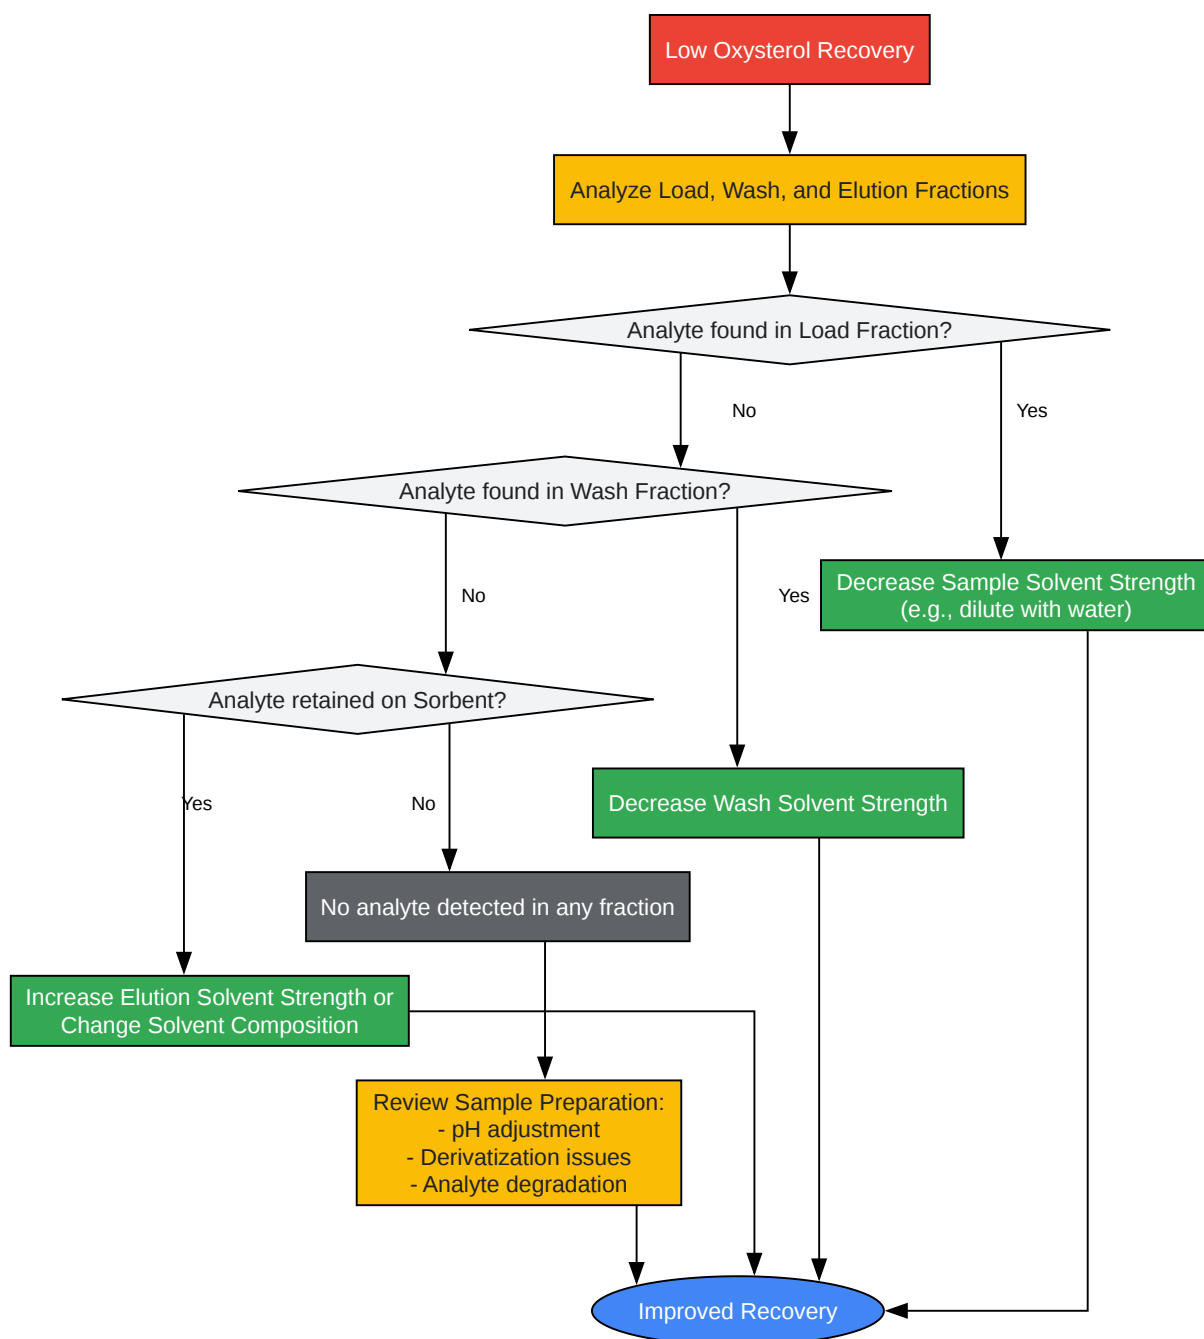 Low Oxysterol Recovery
Analyze Load, Wash, and Elution Fractions
Analyte found in Load Fraction?
No
Yes
Analyte found in Wash Fraction?
Decrease Sample Solvent Strength
(e.g., dilute with water)
No
Yes
Analyte retained on Sorbent?
Yes
No
Decrease Wash Solvent Strength
No analyte detected in any fraction
Increase Elution Solvent Strength or
Change Solvent Composition
Review Sample Preparation:
- pH adjustment
- Derivatization issues
- Analyte degradation
Improved Recovery